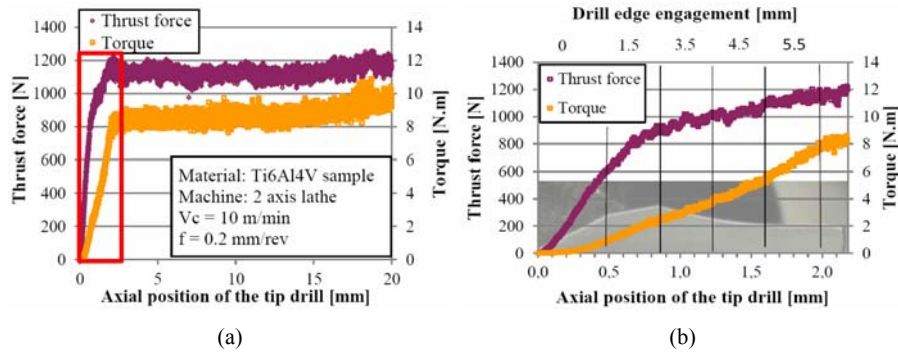 Thrust force
Torque
1400
1200
1000
800
600
400
200
0
Thrust force [N]
14
12
10
8
6
4
2
0
Torque [N.m]
Material: Ti6Al4V sample
Machine: 2 axis lathe
Vc = 10 m/min
f = 0.2 mm/rev
0 5 10 15 20
Axial position of the tip drill [mm]
(a)
Drill edge engagement [mm]
0 1.5 3.5 4.5 5.5
1400
1200
1000
800
600
400
200
0
Thrust force [N]
Thrust force
Torque
14
12
10
8
6
4
2
0
Torque [N.m]
0,0 0,5 1,0 1,5 2,0
Axial position of the tip drill [mm]
(b)